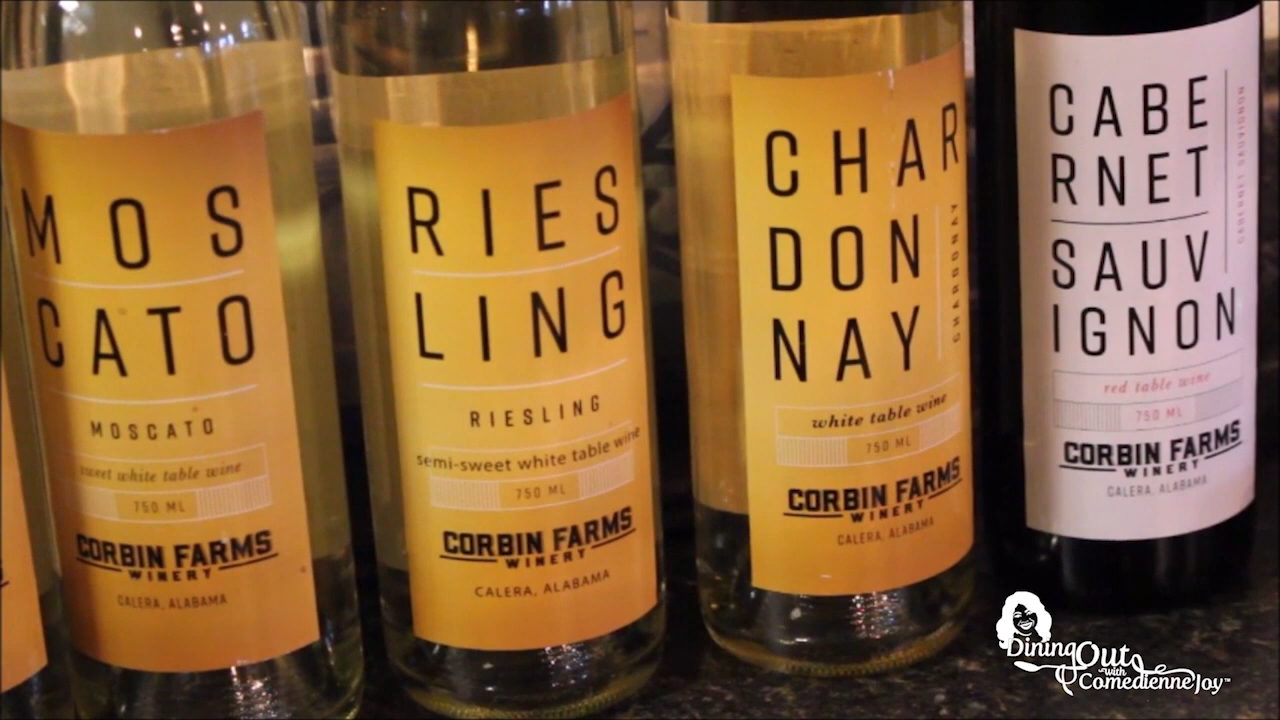 MOS
CATO
MOSCATO
sweet white table wine
750 ML
CORBIN FARMS
WINERY
CALERA, ALABAMA
RIES
LING
RIESLING
semi-sweet white table wine
750 ML
CORBIN FARMS
WINERY
CALERA, ALABAMA
CHAR
DON
NAY
CHARDONNAY
white table wine
750 ML
CORBIN FARMS
WINERY
CALERA, ALABAMA
CABE
RNET
SAUV
IGNON
CABERNET SAUVIGNON
red table wine
750 ML
CORBIN FARMS
WINERY
CALERA, ALABAMA
Dining
Out
with
Comedienne Joy™